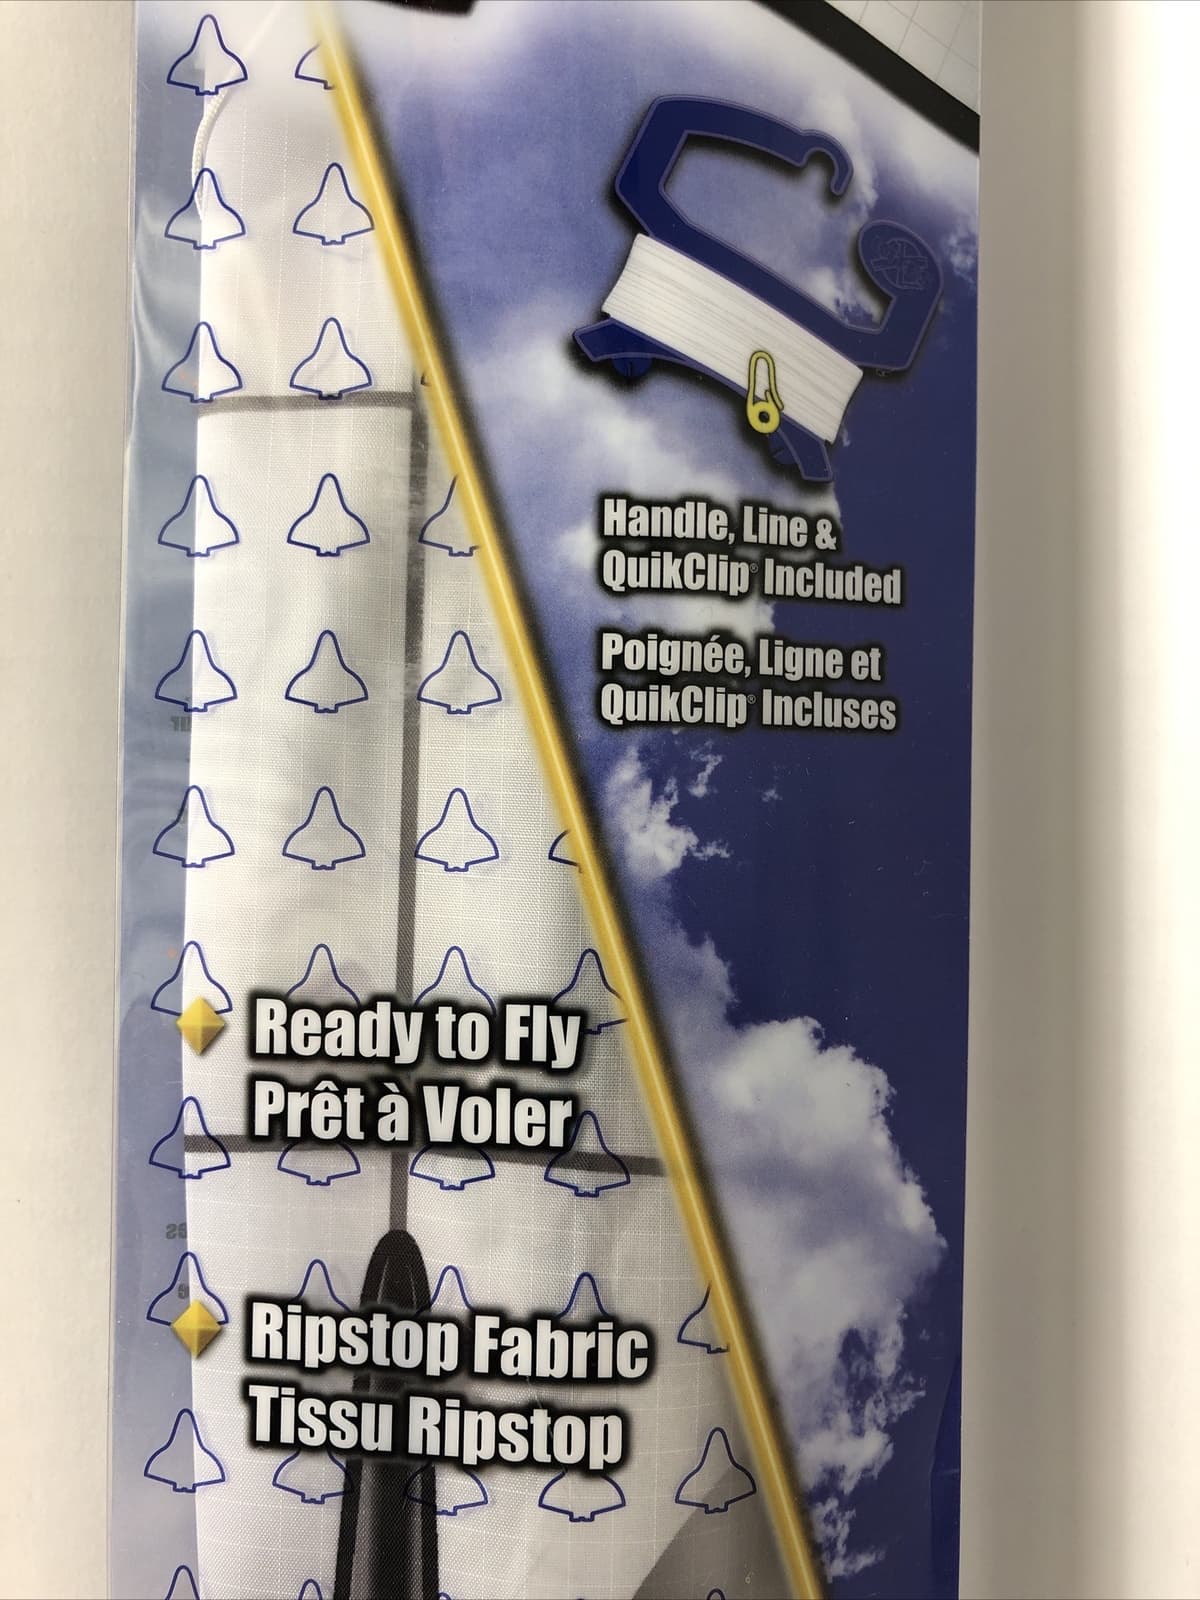 Handle, Line &
QuikClip® Included
Poignée, Ligne et
QuikClip® Incluses
Ready to Fly
Prêt à Voler
Ripstop Fabric
Tissu Ripstop